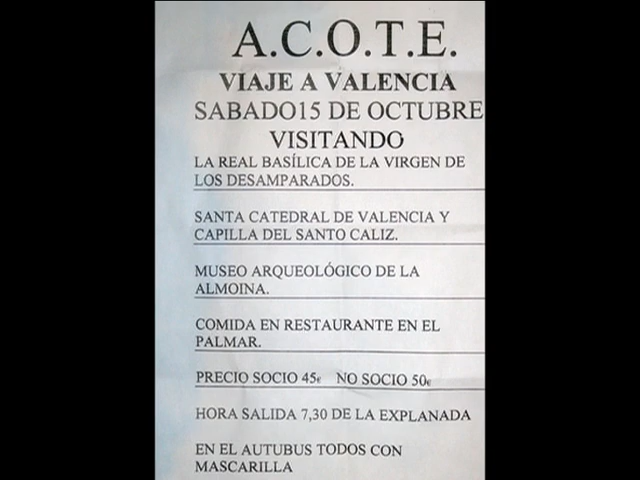 A.C.O.T.E.
VIAJE A VALENCIA
SABADO15 DE OCTUBRE
VISITANDO
LA REAL BASÍLICA DE LA VIRGEN DE
LOS DESAMPARADOS.
SANTA CATEDRAL DE VALENCIA Y
CAPILLA DEL SANTO CALIZ.
MUSEO ARQUEOLÓGICO DE LA
ALMOINA.
COMIDA EN RESTAURANTE EN EL
PALMAR.
PRECIO SOCIO 45€ NO SOCIO 50€
HORA SALIDA 7,30 DE LA EXPLANADA
EN EL AUTUBUS TODOS CON
MASCARILLA